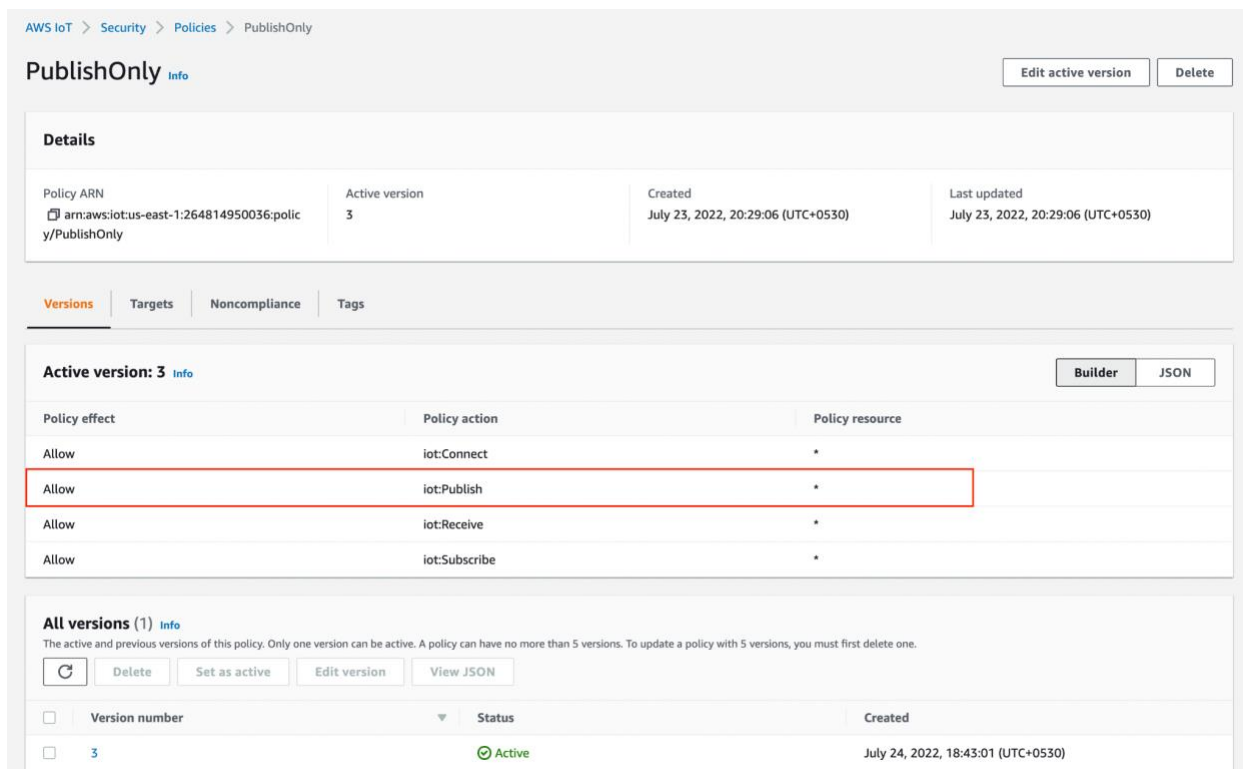 AWS IoT > Security > Policies > PublishOnly
PublishOnly Info
Edit active version Delete
Details
Policy ARN Active version Created Last updated
arn:aws:iot:us-east-1:264814950036:polic 3 July 23, 2022, 20:29:06 (UTC+0530) July 23, 2022, 20:29:06 (UTC+0530)
y/PublishOnly
Versions Targets Noncompliance Tags
Active version: 3 Info Builder JSON
Policy effect Policy action Policy resource
Allow iot:Connect *
Allow iot:Publish *
Allow iot:Receive *
Allow iot:Subscribe *
All versions (1) Info
The active and previous versions of this policy. Only one version can be active. A policy can have no more than 5 versions. To update a policy with 5 versions, you must first delete one.
Delete Set as active Edit version View JSON
Version number Status Created
3 Active July 24, 2022, 18:43:01 (UTC+0530)